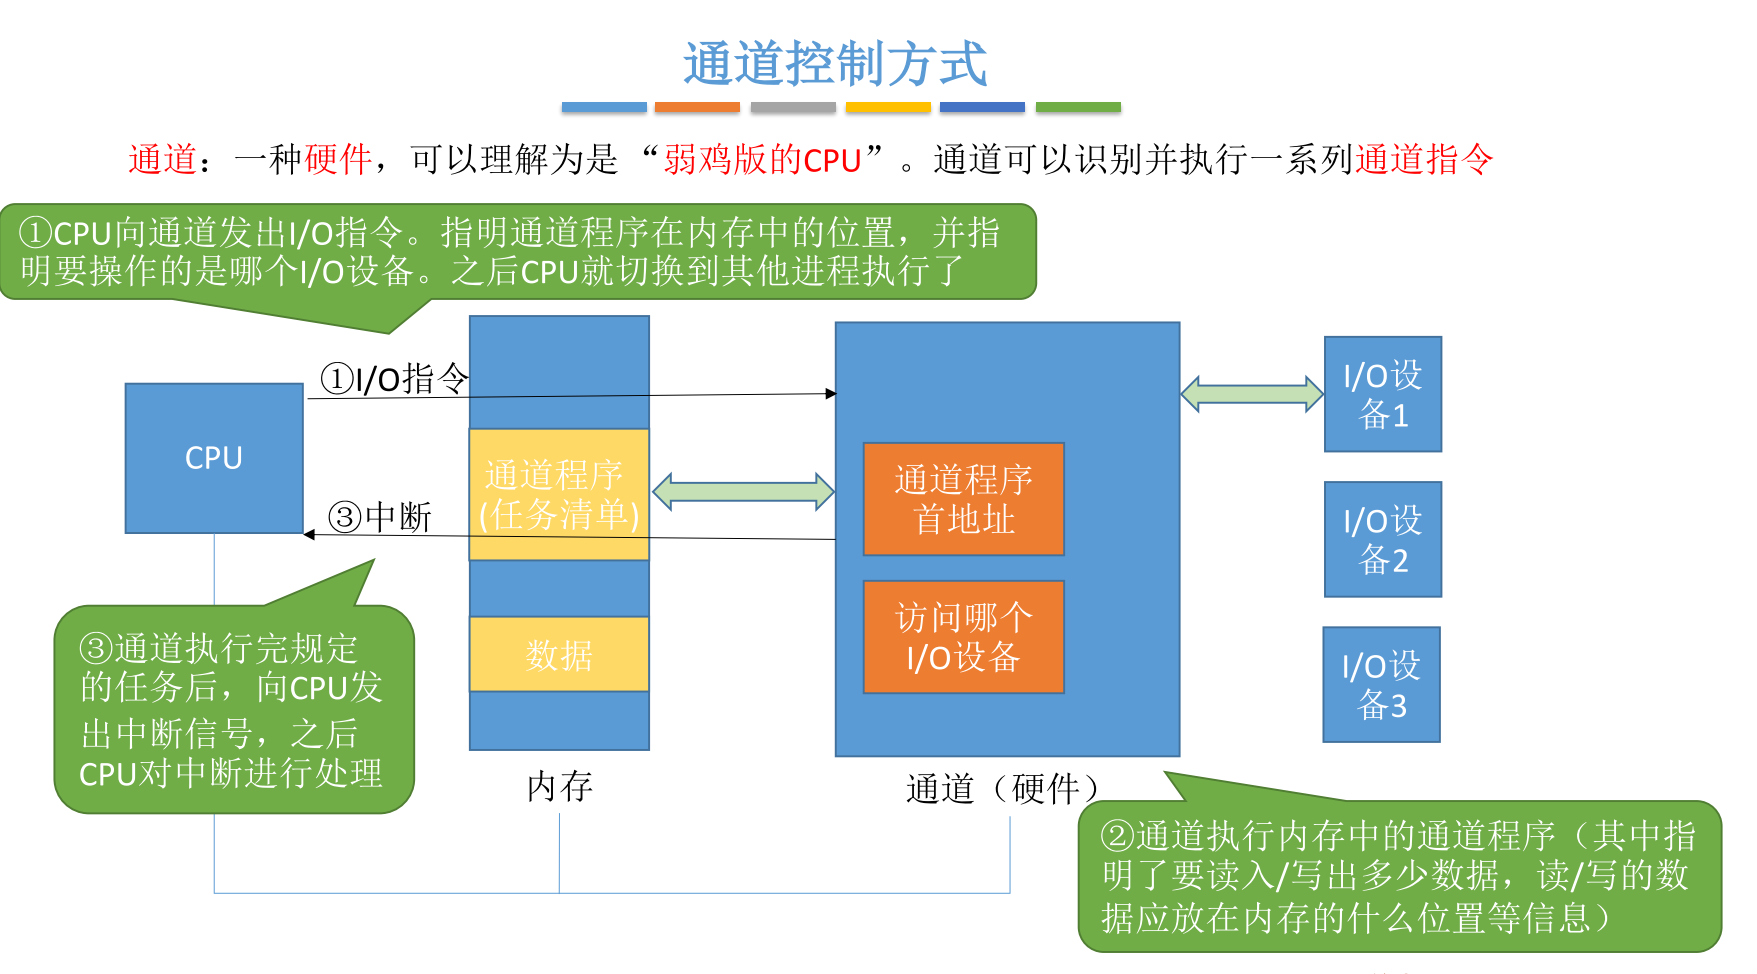 通道控制方式
通道：一种硬件，可以理解为是“弱鸡版的CPU”。通道可以识别并执行一系列通道指令
①CPU向通道发出I/O指令。指明通道程序在内存中的位置，并指
明要操作的是哪个I/O设备。之后CPU就切换到其他进程执行了
①I/O指令
CPU
③中断
通道程序
(任务清单)
数据
内存
通道程序
首地址
访问哪个
I/O设备
通道（硬件）
I/O设
备1
I/O设
备2
I/O设
备3
③通道执行完规定
的任务后，向CPU发
出中断信号，之后
CPU对中断进行处理
②通道执行内存中的通道程序（其中指
明了要读入/写出多少数据，读/写的数
据应放在内存的什么位置等信息）